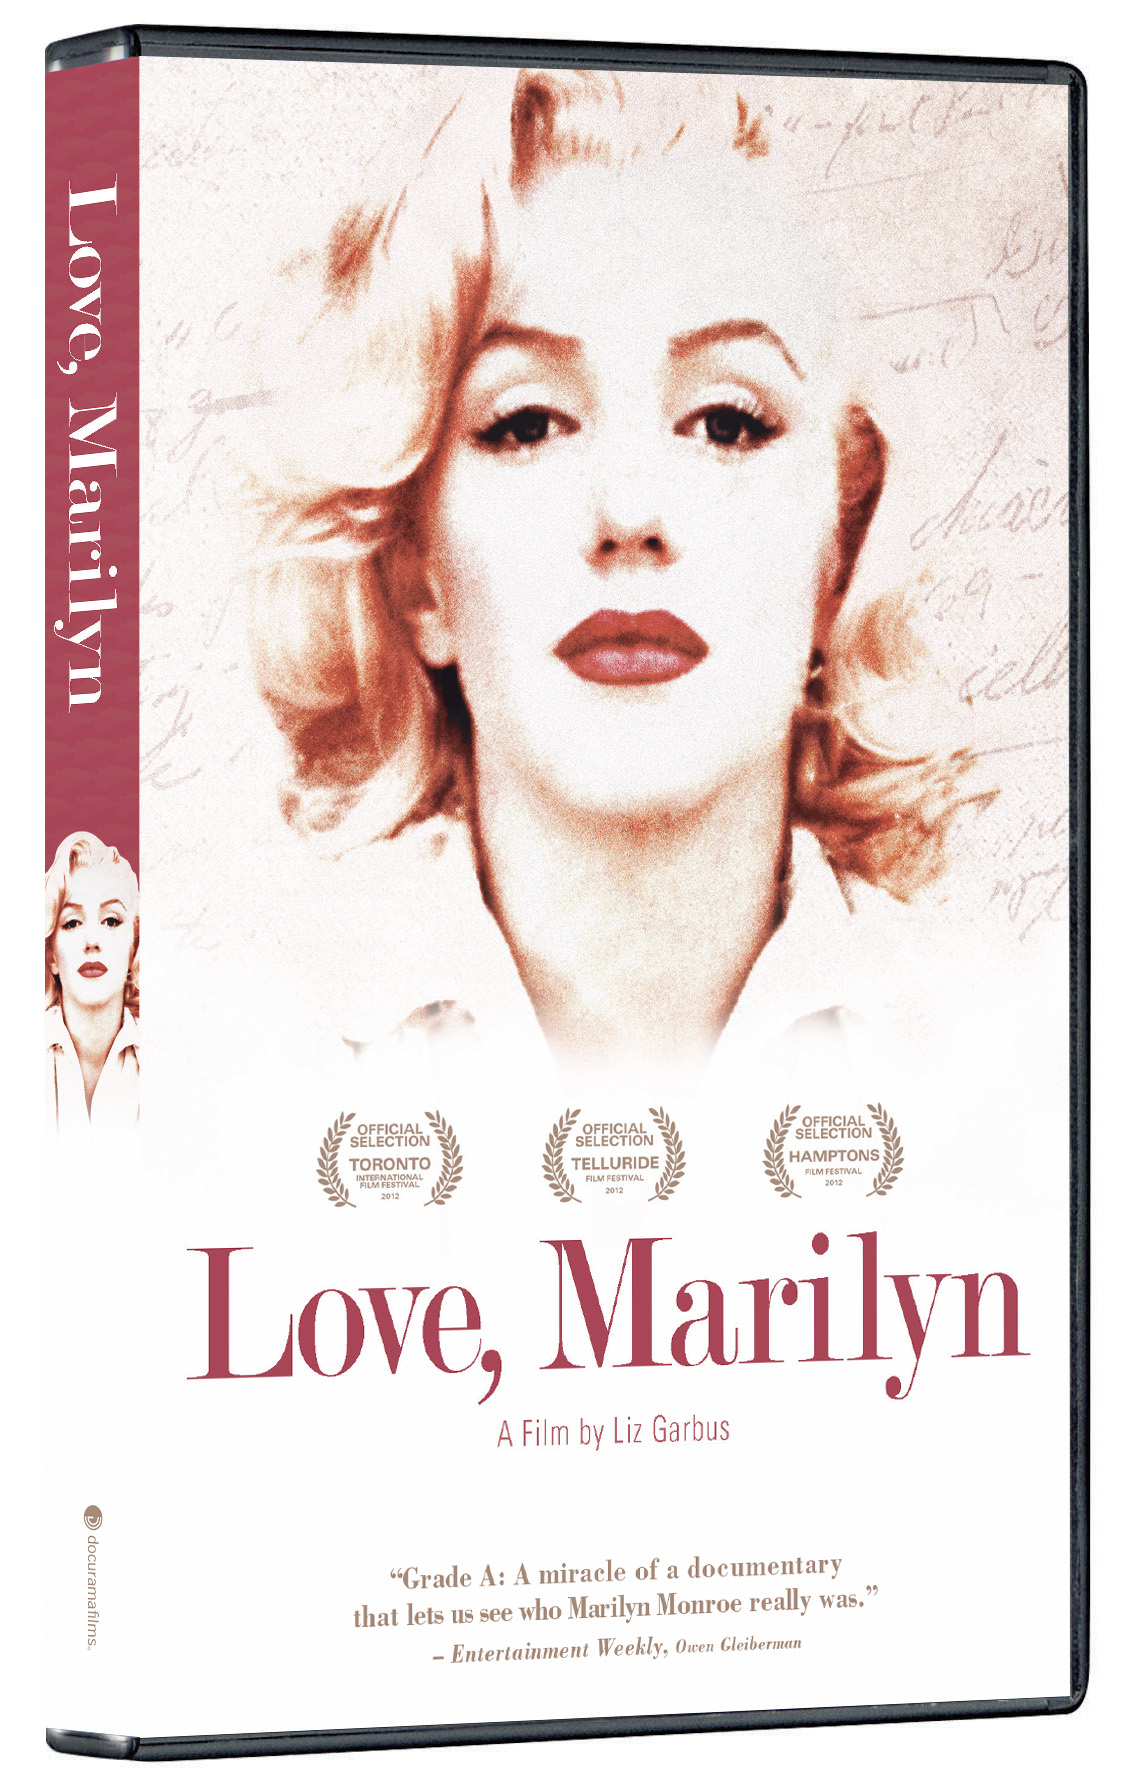 Love, Marilyn
docuramafilms.
OFFICIAL
SELECTION
TORONTO
INTERNATIONAL
FILM FESTIVAL
2012
OFFICIAL
SELECTION
TELLURIDE
FILM FESTIVAL
2012
OFFICIAL
SELECTION
HAMPTONS
FILM FESTIVAL
2012
Love, Marilyn
A Film by Liz Garbus
“Grade A: A miracle of a documentary
that lets us see who Marilyn Monroe really was.”
– Entertainment Weekly, Owen Gleiberman